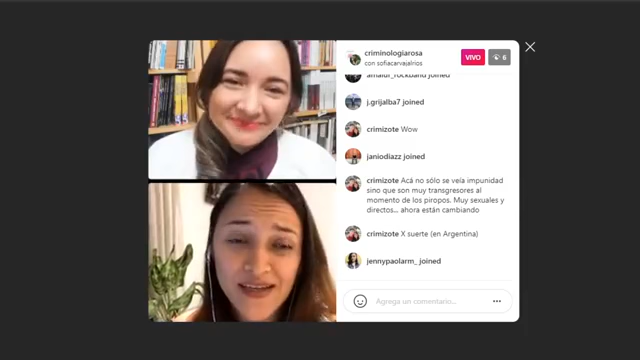 criminologiarosa
con sofiacarvajalrios
VIVO
6
amaiur_rockband joined
j.grijalba7 joined
crimizote Wow
janiodiazz joined
crimizote Acá no sólo se veía impunidad
sino que son muy transgresores al
momento de los piropos. Muy sexuales y
directos... ahora están cambiando
crimizote X suerte (en Argentina)
jennypaolarm_ joined
Agrega un comentario...